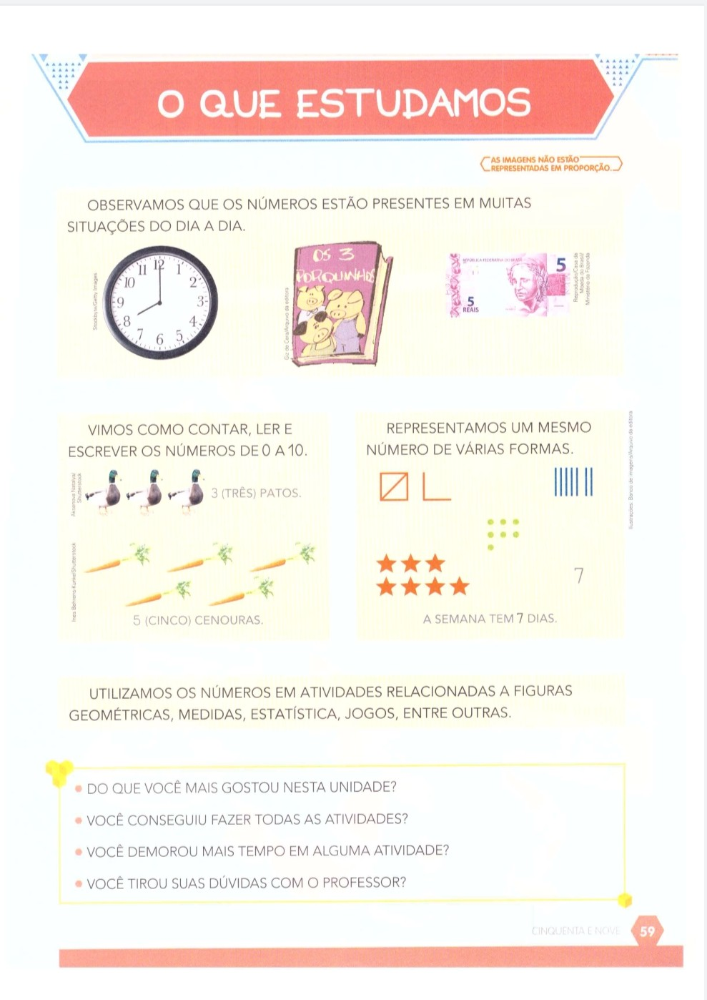 O QUE ESTUDAMOS
AS IMAGENS NÃO ESTÃO
REPRESENTADAS EM PROPORÇÃO.
OBSERVAMOS QUE OS NÚMEROS ESTÃO PRESENTES EM MUITAS
SITUAÇÕES DO DIA A DIA.
Stockbyte/Getty Images
12
11
1
10
2
9
3
8
4
7
6
5
Giz de Cera/Arquivo da editora
OS 3
PORQUINHOS
REPÚBLICA FEDERATIVA DO BRASIL
5
5
REAIS
Reprodução/Casa da
Moeda do Brasil/
Ministério da Fazenda
VIMOS COMO CONTAR, LER E
ESCREVER OS NÚMEROS DE 0 A 10.
Shutterstock
3 (TRÊS) PATOS.
Ines Behrens-Kunkel/Shutterstock
5 (CINCO) CENOURAS.
REPRESENTAMOS UM MESMO
NÚMERO DE VÁRIAS FORMAS.
7
A SEMANA TEM 7 DIAS.
Ilustrações: Banco de imagens/Arquivo da editora
UTILIZAMOS OS NÚMEROS EM ATIVIDADES RELACIONADAS A FIGURAS
GEOMÉTRICAS, MEDIDAS, ESTATÍSTICA, JOGOS, ENTRE OUTRAS.
DO QUE VOCÊ MAIS GOSTOU NESTA UNIDADE?
VOCÊ CONSEGUIU FAZER TODAS AS ATIVIDADES?
VOCÊ DEMOROU MAIS TEMPO EM ALGUMA ATIVIDADE?
VOCÊ TIROU SUAS DÚVIDAS COM O PROFESSOR?
CINQUENTA E NOVE
59